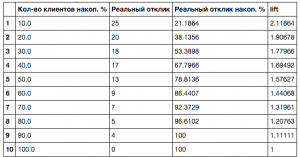 Кол-во клиентов накоп. % Реальный отклик Реальный отклик накоп. % lift
1 10.0 25 21.1864 2.11864
2 20.0 20 38.1356 1.90678
3 30.0 18 53.3898 1.77966
4 40.0 17 67.7966 1.69492
5 50.0 13 78.8136 1.57627
6 60.0 9 86.4407 1.44068
7 70.0 7 92.3729 1.31961
8 80.0 5 96.6102 1.20763
9 90.0 4 100 1.11111
10 100.0 0 100 1